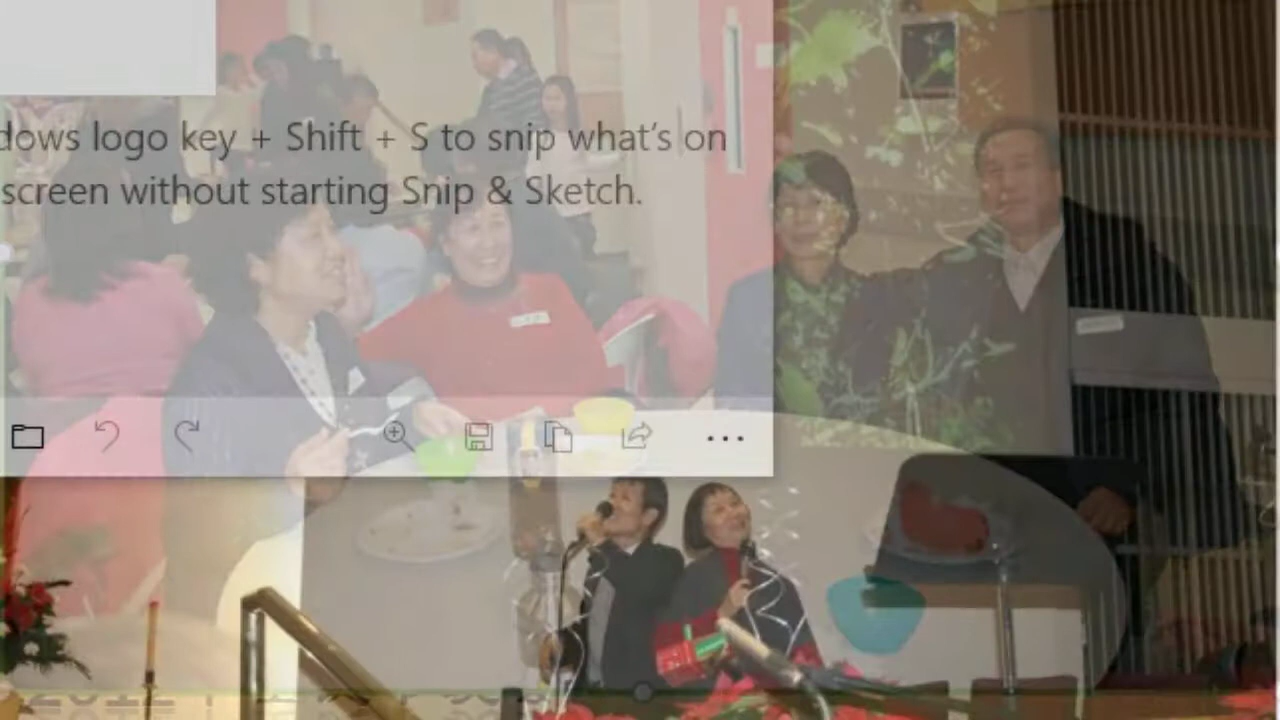 dows logo key + Shift + S to snip what's on
screen without starting Snip & Sketch.